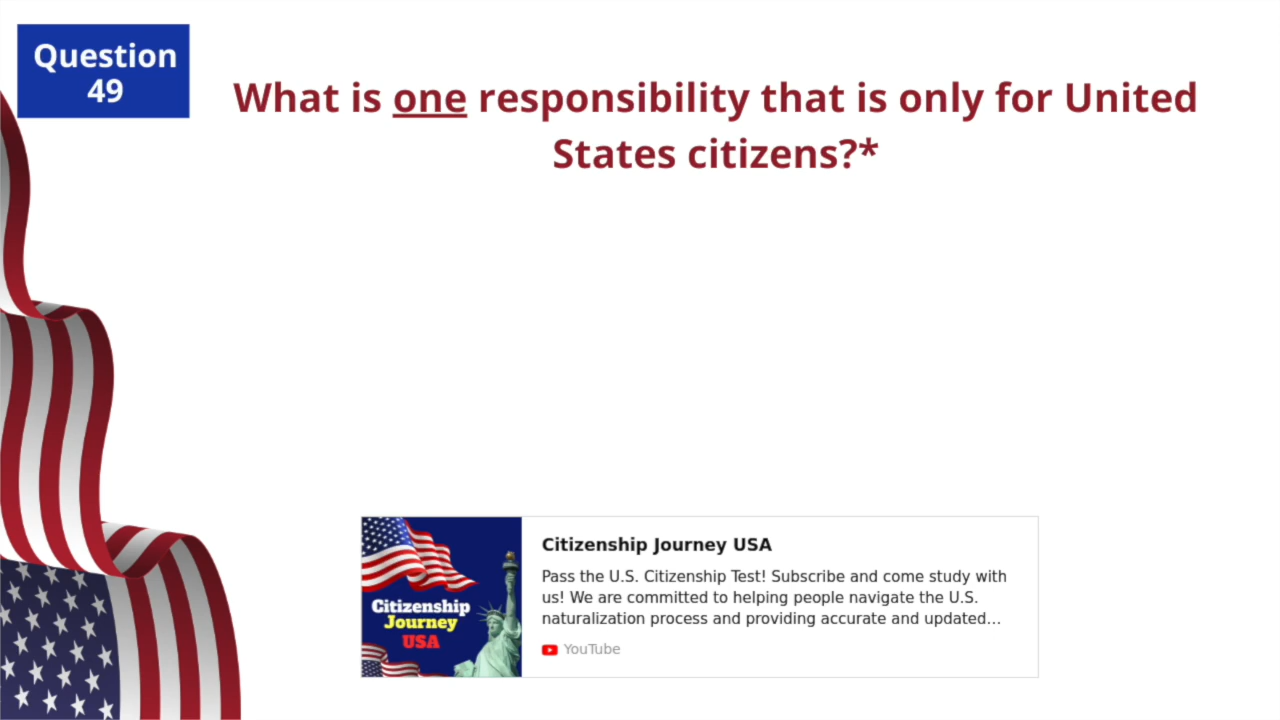 Question
49
What is one responsibility that is only for United
States citizens?*
Citizenship
Journey
USA
Citizenship Journey USA
Pass the U.S. Citizenship Test! Subscribe and come study with
us! We are committed to helping people navigate the U.S.
naturalization process and providing accurate and updated...
YouTube